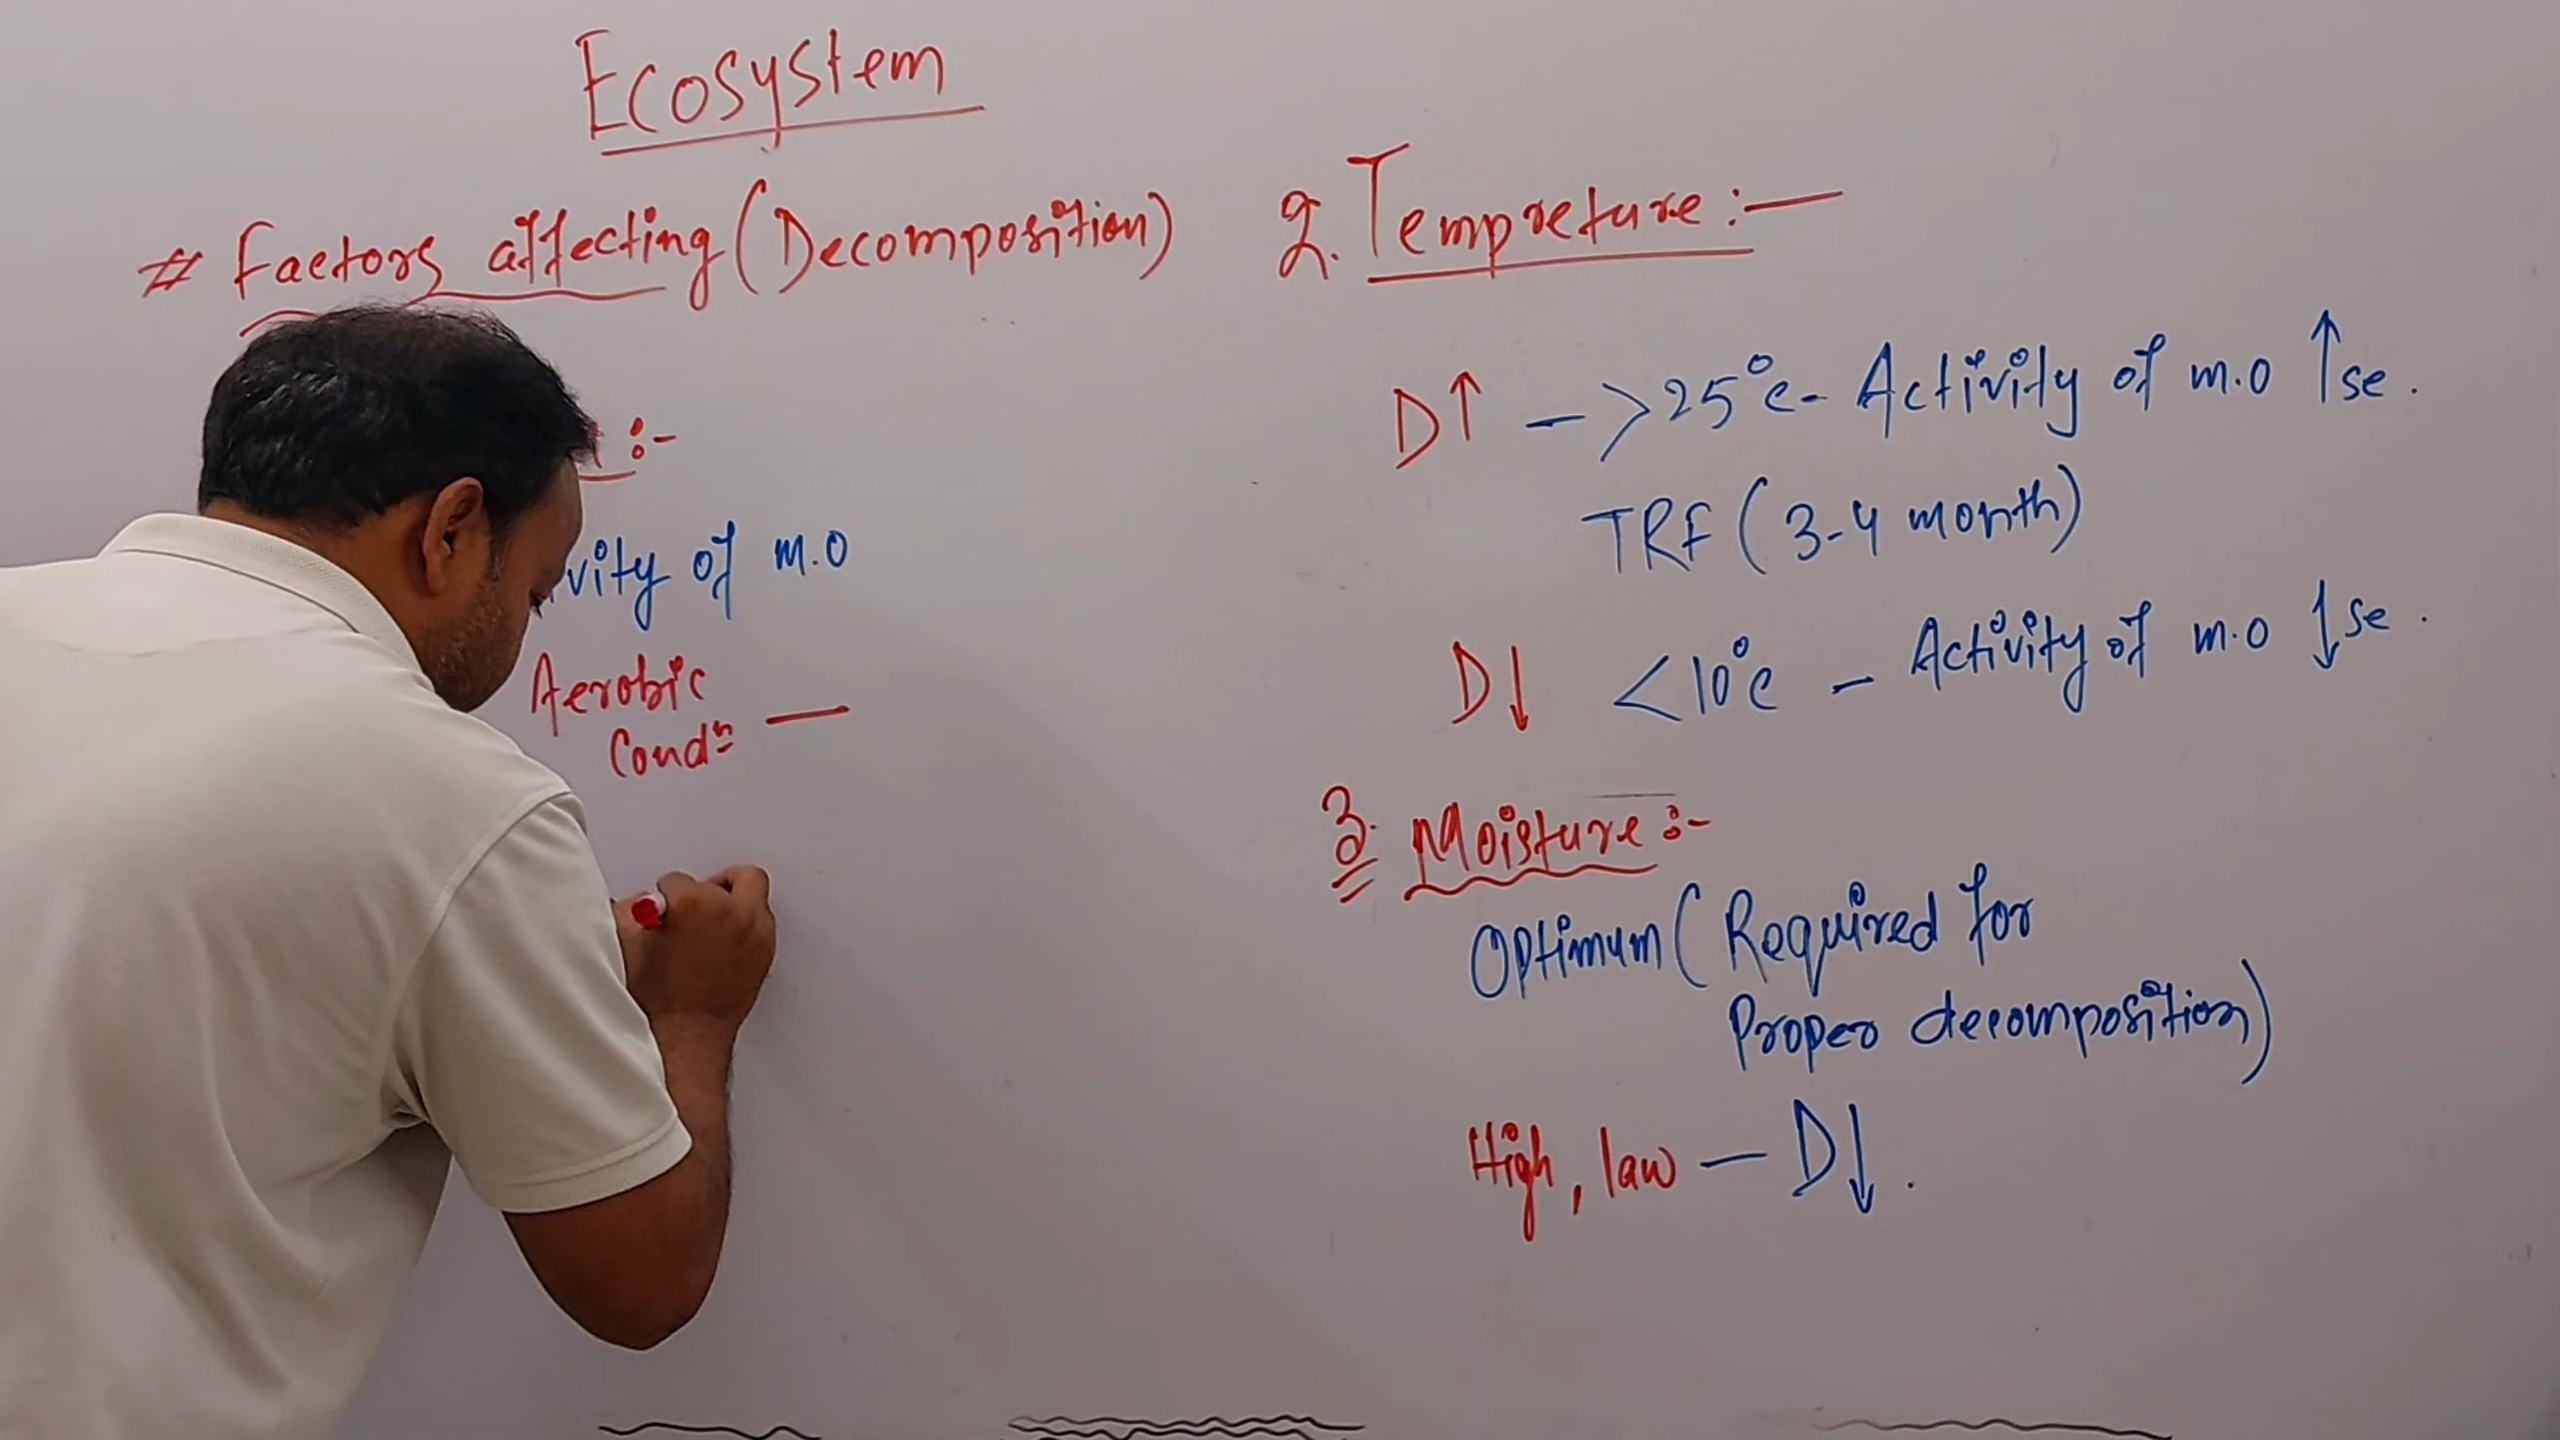 Ecosystem
# Factors affecting (Decomposition)
:-
vity of m.o
Aerobic
Condⁿ —
2. Tempreture :—
D↑ – >25°c - Activity of m.o ↑se.
TRF (3-4 month)
D↓ <10°c – Activity of m.o ↓se.
3. Moisture :-
Optimum (Required for
Proper decomposition)
High, law – D↓.